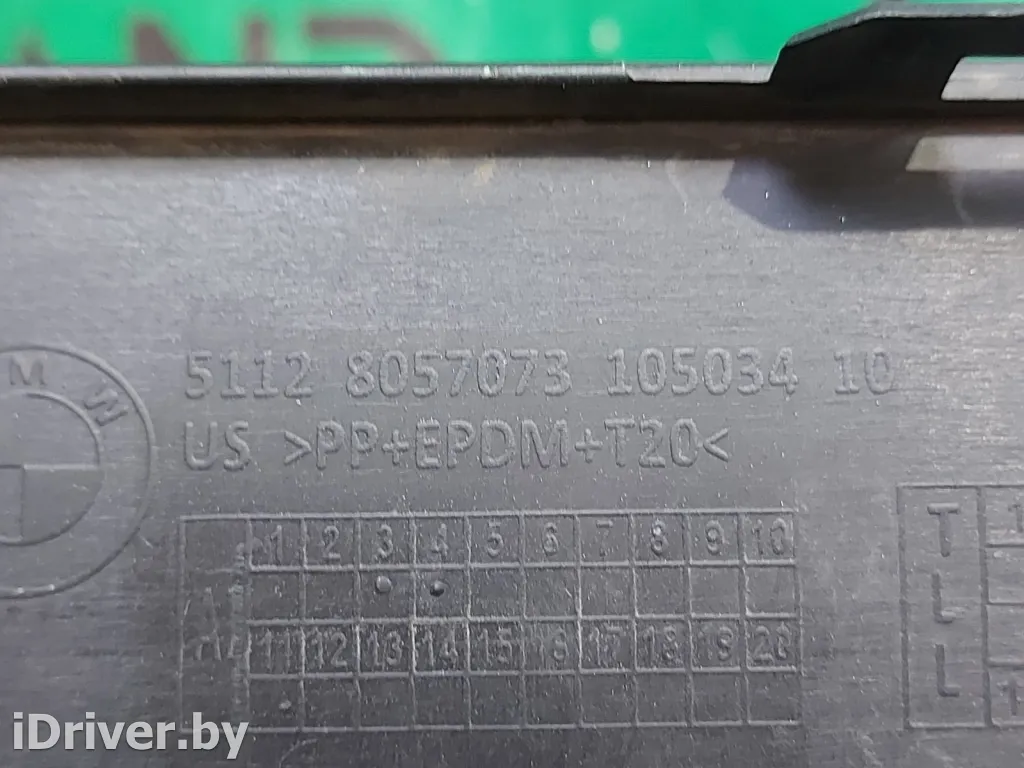 M W
5112 8057073 105034 10
US >PP+EPDM+T20<
1 2 3 4 5 6 7 8 9 10
11 12 13 14 15 16 17 18 19 20
T
L
L
iDriver.by